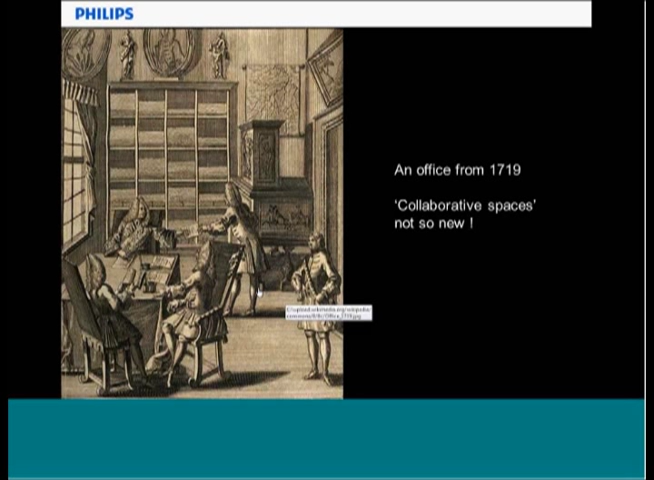 PHILIPS
An office from 1719
‘Collaborative spaces’
not so new !